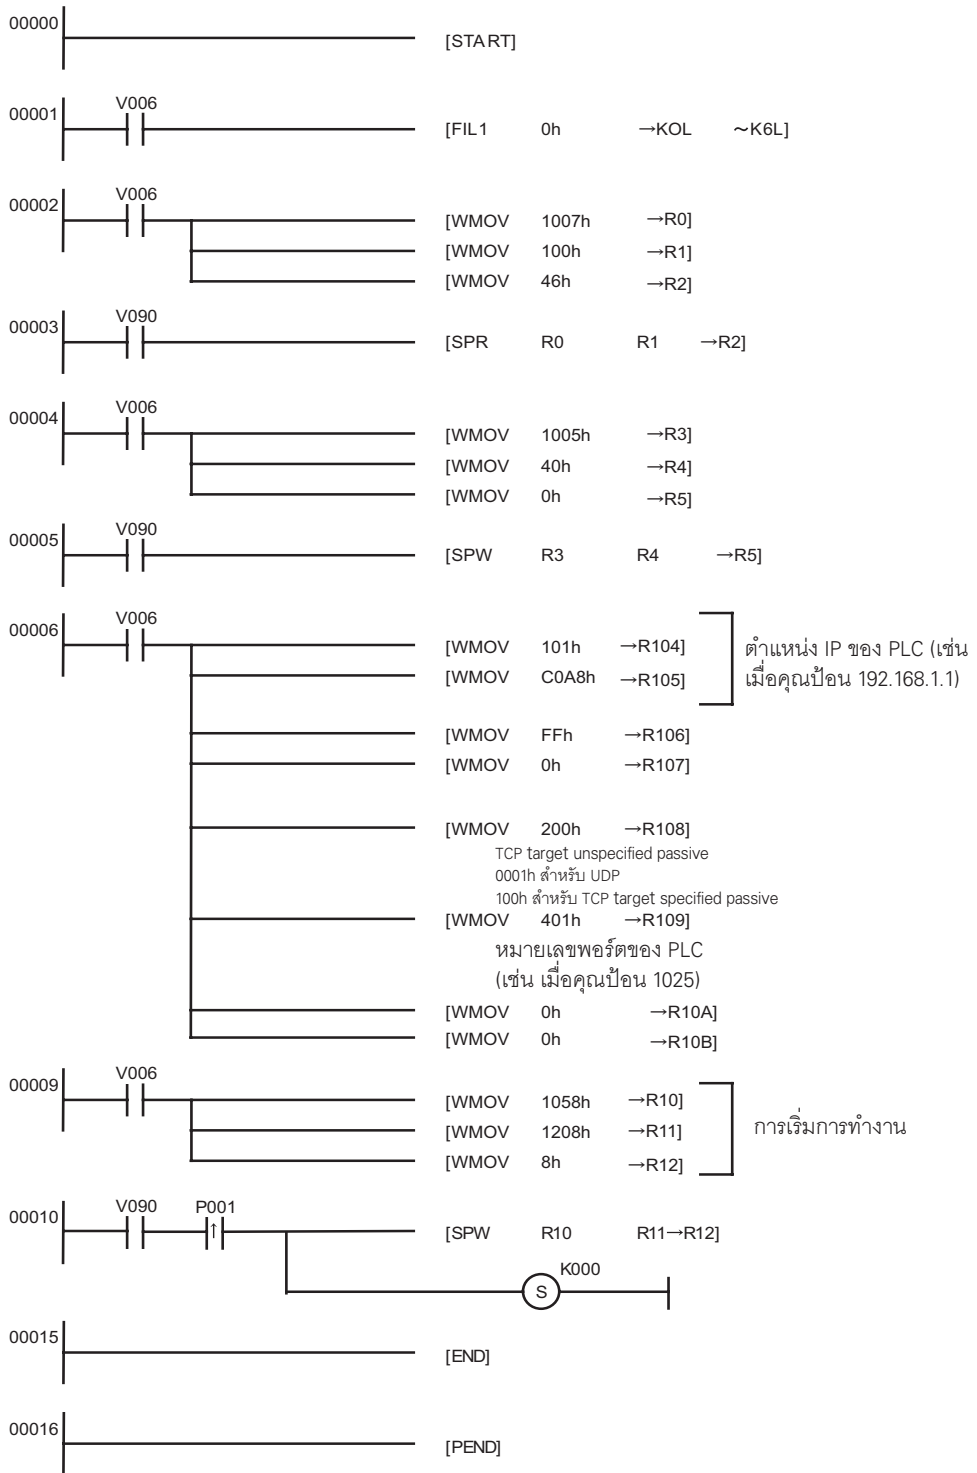 00000
[START]
00001
V006
[FIL1 0h →KOL ～K6L]
00002
V006
[WMOV 1007h →R0]
[WMOV 100h →R1]
[WMOV 46h →R2]
00003
V090
[SPR R0 R1 →R2]
00004
V006
[WMOV 1005h →R3]
[WMOV 40h →R4]
[WMOV 0h →R5]
00005
V090
[SPW R3 R4 →R5]
00006
V006
[WMOV 101h →R104]
[WMOV C0A8h →R105]
ตำแหน่ง IP ของ PLC (เช่น
เมื่อคุณป้อน 192.168.1.1)
[WMOV FFh →R106]
[WMOV 0h →R107]
[WMOV 200h →R108]
TCP target unspecified passive
0001h สำหรับ UDP
100h สำหรับ TCP target specified passive
[WMOV 401h →R109]
หมายเลขพอร์ตของ PLC
(เช่น เมื่อคุณป้อน 1025)
[WMOV 0h →R10A]
[WMOV 0h →R10B]
00009
V006
[WMOV 1058h →R10]
[WMOV 1208h →R11]
[WMOV 8h →R12]
การเริ่มการทำงาน
00010
V090 P001
↑
[SPW R10 R11→R12]
K000
S
00015
[END]
00016
[PEND]